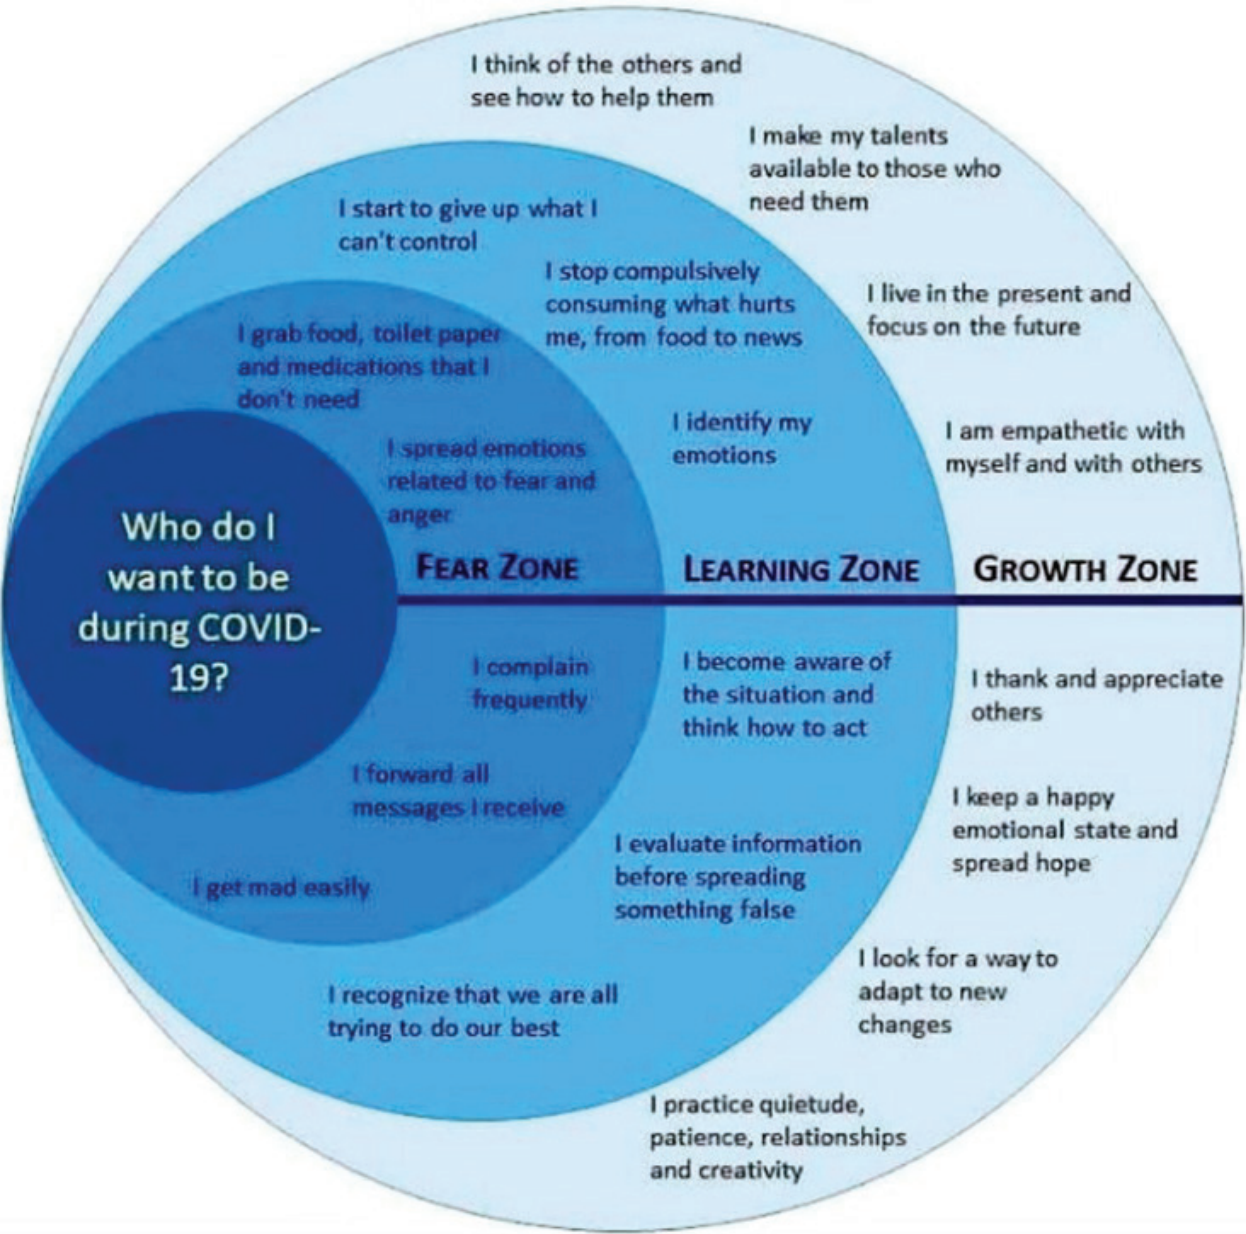 I think of the others and
see how to help them
I make my talents
available to those who
need them
I start to give up what I
can't control
I stop compulsively
consuming what hurts
me, from food to news
I live in the present and
focus on the future
I grab food, toilet paper
and medications that I
don't need
I identify my
emotions
I am empathetic with
myself and with others
I spread emotions
related to fear and
anger
Who do I
want to be
during COVID-
19?
FEAR ZONE
LEARNING ZONE
GROWTH ZONE
I complain
frequently
I become aware of
the situation and
think how to act
I thank and appreciate
others
I forward all
messages I receive
I keep a happy
emotional state and
spread hope
I evaluate information
before spreading
something false
I get mad easily
I look for a way to
adapt to new
changes
I recognize that we are all
trying to do our best
I practice quietude,
patience, relationships
and creativity